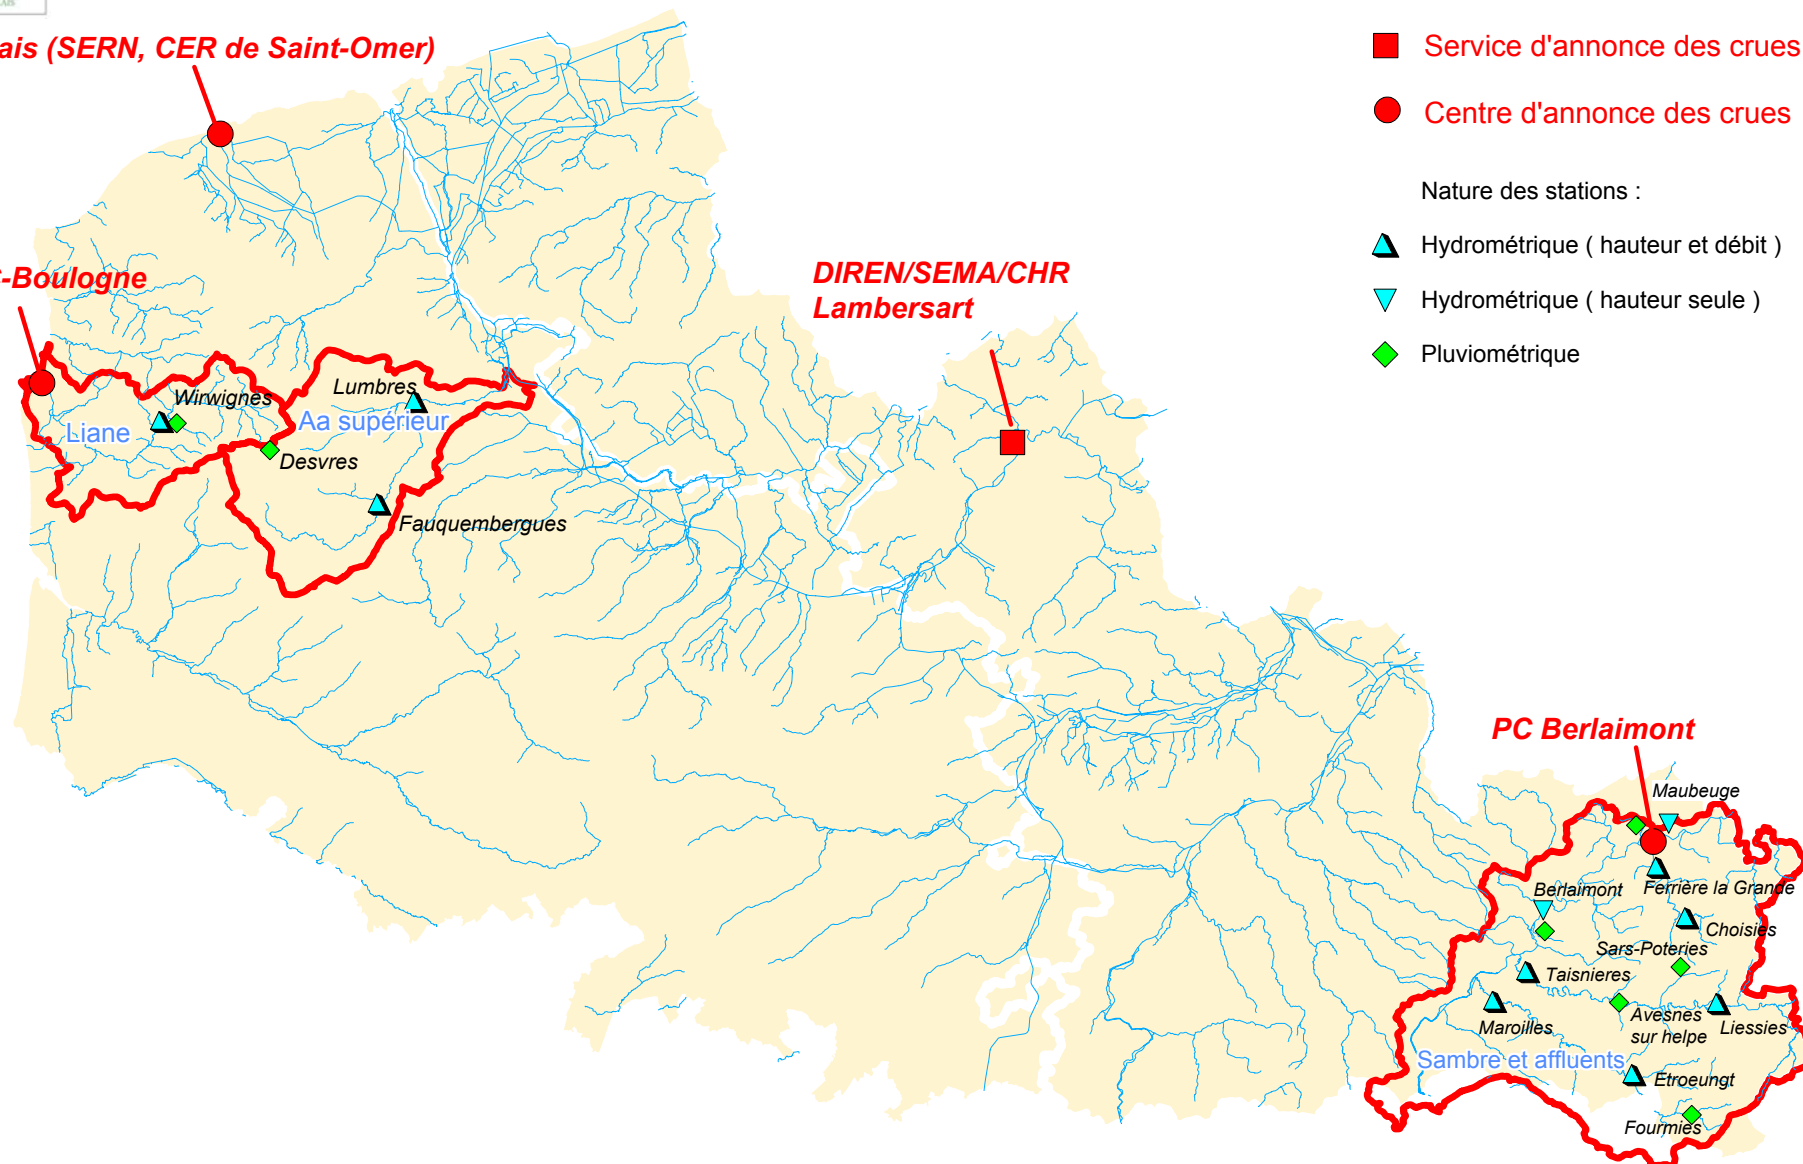 ais (SERN, CER de Saint-Omer)
Service d'annonce des crues
Centre d'annonce des crues
Nature des stations :
Hydrométrique ( hauteur et débit )
Hydrométrique ( hauteur seule )
Pluviométrique
-Boulogne
DIREN/SEMA/CHR
Lambersart
Lumbres
Wirwignes
Aa supérieur
Liane
Desvres
Fauquembergues
PC Berlaimont
Maubeuge
Berlaimont
Ferrière la Grande
Choisies
Sars-Poteries
Taisnieres
Maroilles
Avesnes
sur helpe
Liessies
Sambre et affluents
Etroeungt
Fourmies